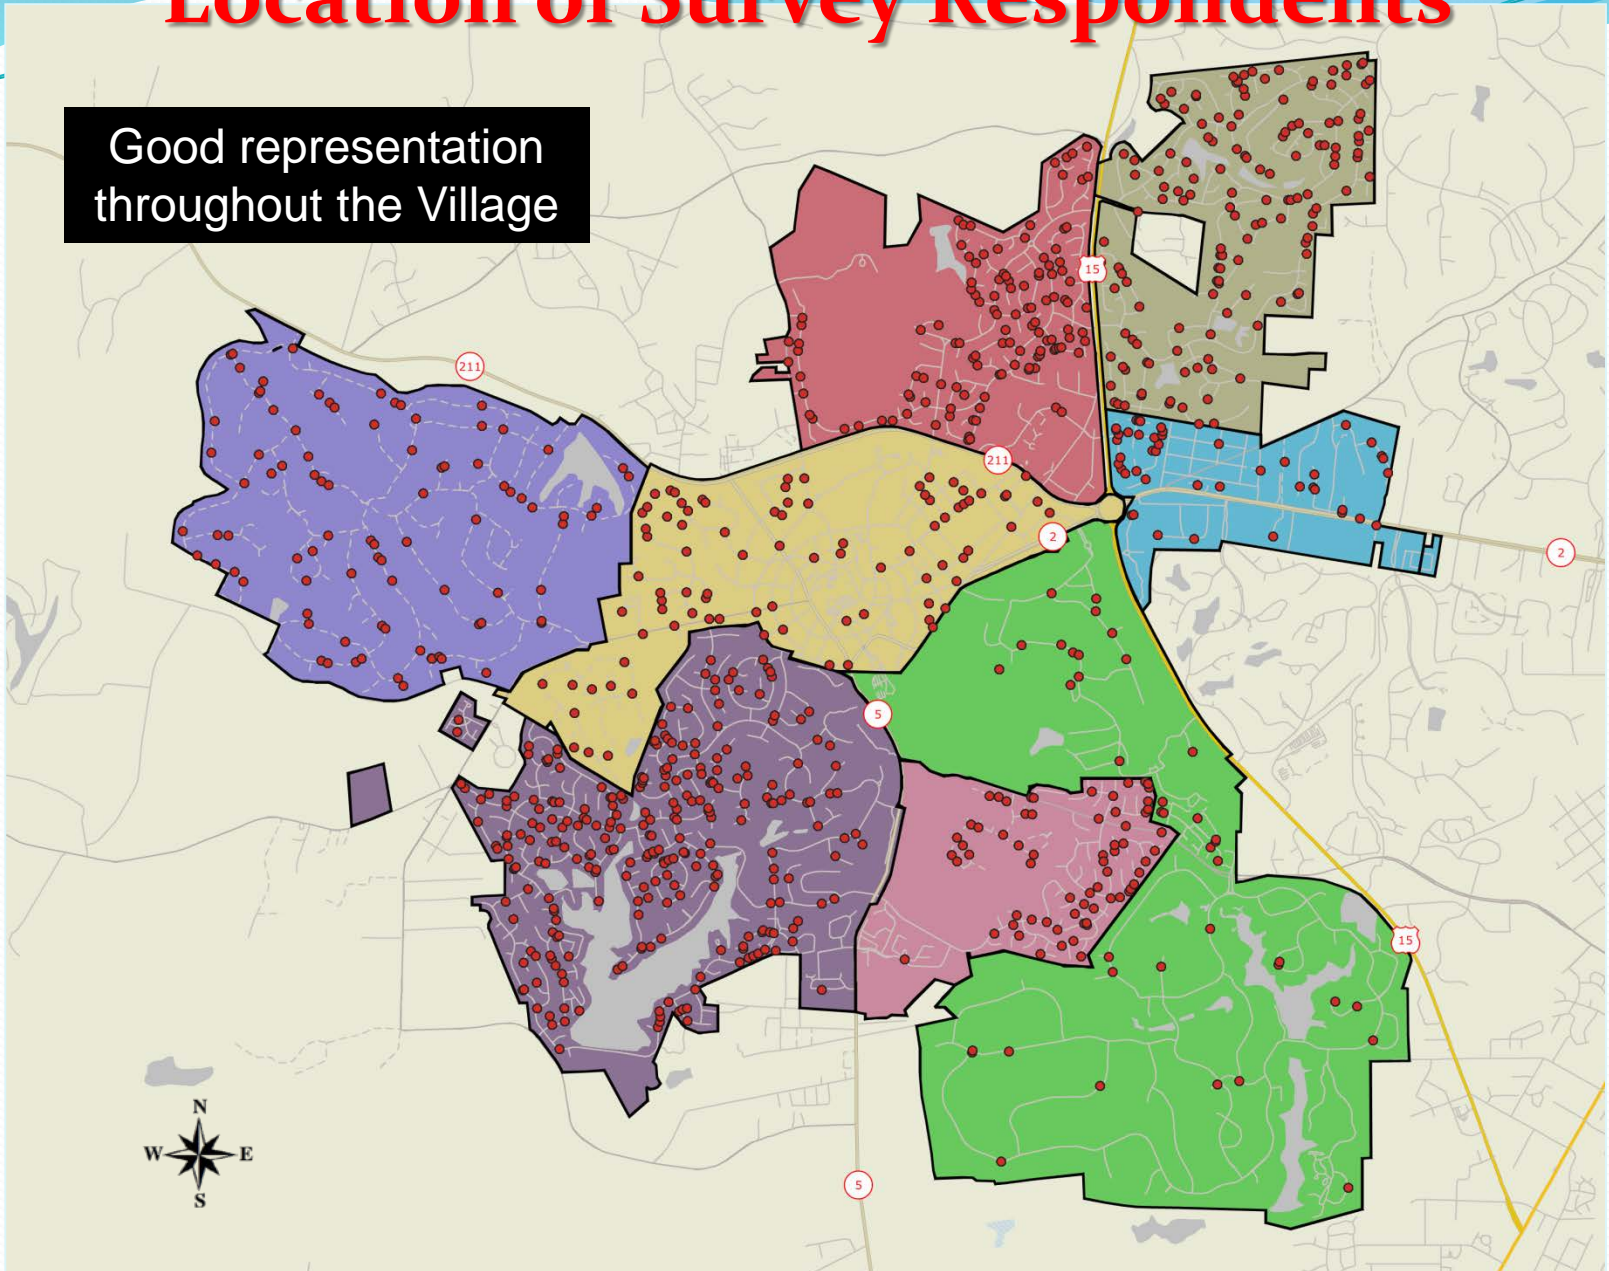 Location of Survey Respondents
Good representation
throughout the Village
15
211
211
2
2
5
15
N
W E
S
5